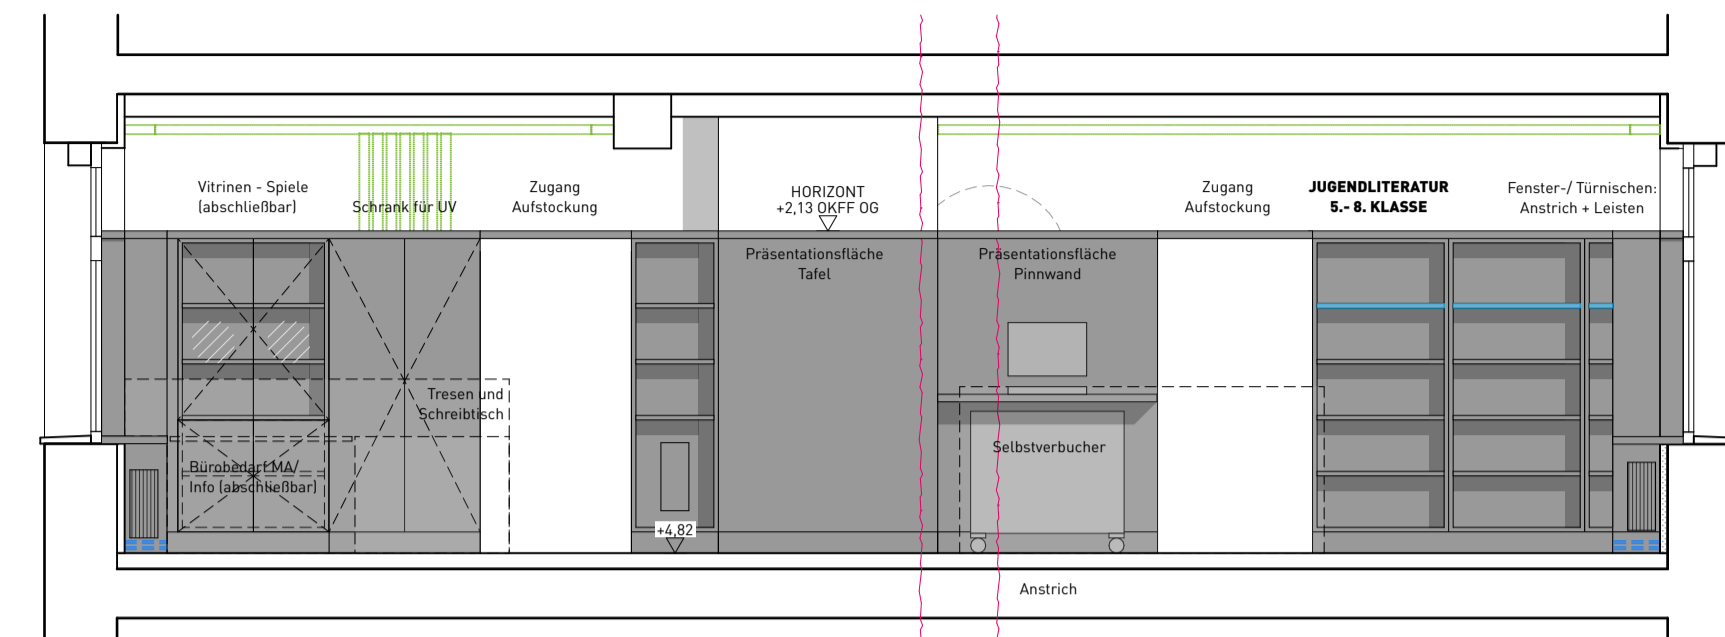 Vitrinen - Spiele
(abschließbar)
Schrank für UV
Zugang
Aufstockung
HORIZONT
+2,13 OKFF OG
Zugang
Aufstockung
JUGENDLITERATUR
5.- 8. KLASSE
Fenster-/ Türnischen:
Anstrich + Leisten
Präsentationsfläche
Tafel
Präsentationsfläche
Pinnwand
Tresen und
Schreibtisch
Selbstverbucher
Bürobedarf MA/
Info (abschließbar)
+4,82
Anstrich